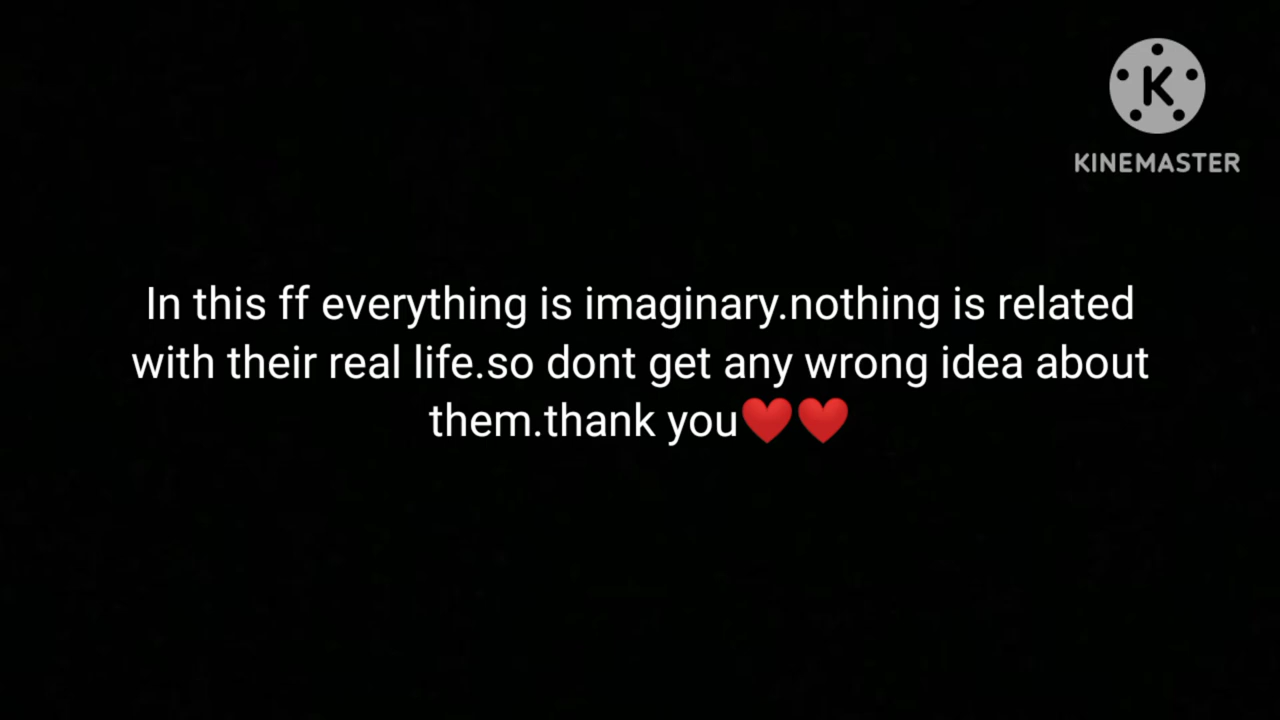 K
KINEMASTER
In this ff everything is imaginary.nothing is related
with their real life.so dont get any wrong idea about
them.thank you❤️❤️